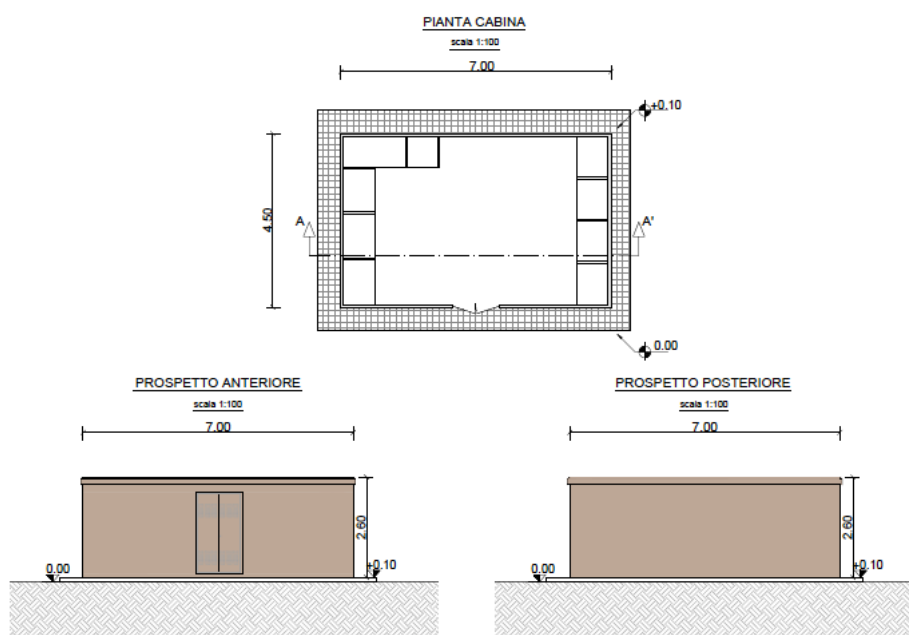 PIANTA CABINA
scala 1:100
7.00
+0.10
4.50
A
A'
0.00
PROSPETTO ANTERIORE
scala 1:100
7.00
2.60
0.00
+0.10
PROSPETTO POSTERIORE
scala 1:100
7.00
2.60
0.00
+0.10